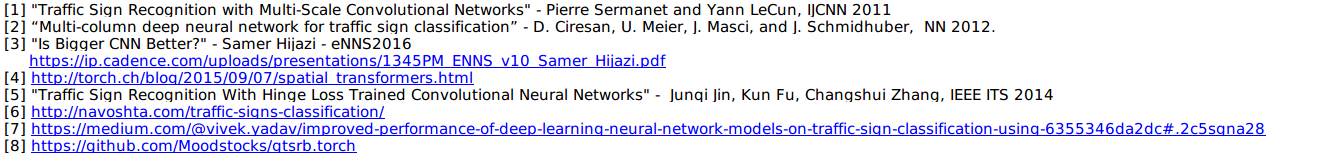 [1] "Traffic Sign Recognition with Multi-Scale Convolutional Networks" - Pierre Sermanet and Yann LeCun, IJCNN 2011
[2] “Multi-column deep neural network for traffic sign classification” - D. Ciresan, U. Meier, J. Masci, and J. Schmidhuber,  NN 2012.
[3] "Is Bigger CNN Better?" - Samer Hijazi - eNNS2016
https://ip.cadence.com/uploads/presentations/1345PM_ENNS_v10_Samer_Hijazi.pdf
[4] http://torch.ch/blog/2015/09/07/spatial_transformers.html
[5] "Traffic Sign Recognition With Hinge Loss Trained Convolutional Neural Networks" -  Junqi Jin, Kun Fu, Changshui Zhang, IEEE ITS 2014
[6] http://navoshta.com/traffic-signs-classification/
[7] https://medium.com/@vivek.yadav/improved-performance-of-deep-learning-neural-network-models-on-traffic-sign-classification-using-6355346da2dc#.2c5sgna28
[8] https://github.com/Moodstocks/gtsrb.torch